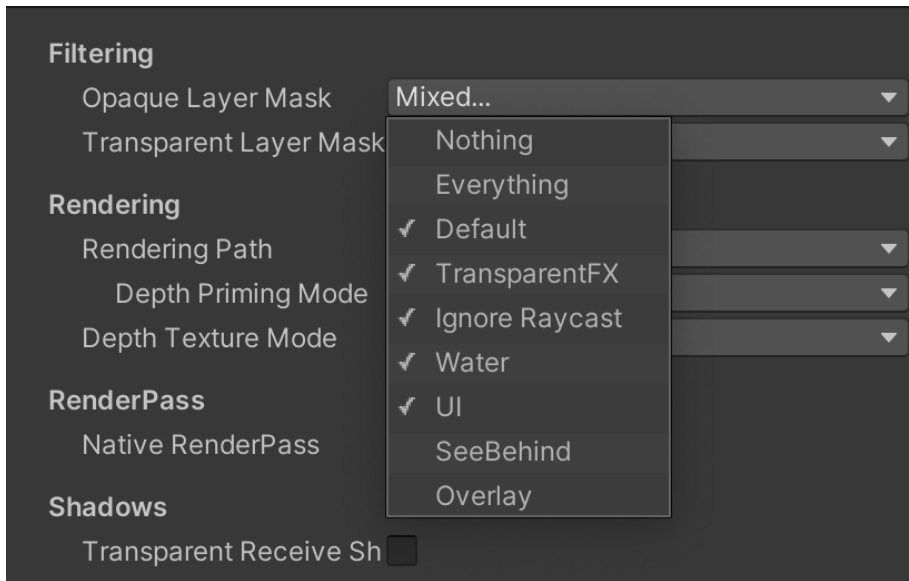 Filtering
Opaque Layer Mask Mixed...
Transparent Layer Mask Nothing
Everything
Rendering
Default
Rendering Path
TransparentFX
Depth Priming Mode
Ignore Raycast
Depth Texture Mode
Water
RenderPass
UI
Native RenderPass
SeeBehind
Shadows
Overlay
Transparent Receive Sh